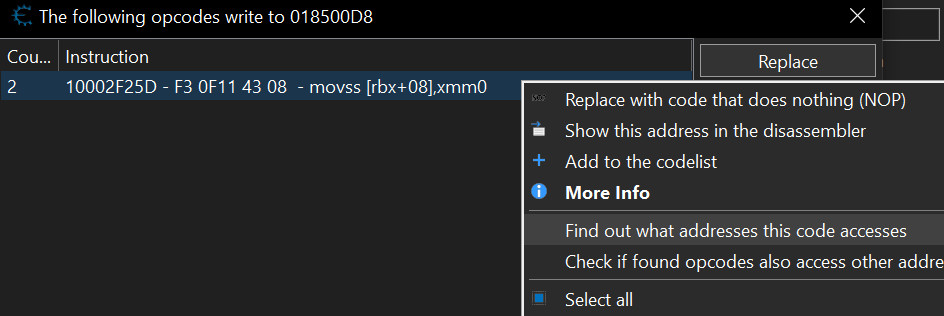 The following opcodes write to 018500D8
Cou... Instruction
Replace
2 10002F25D - F3 0F11 43 08 - movss [rbx+08],xmm0
Replace with code that does nothing (NOP)
Show this address in the disassembler
Add to the codelist
More Info
Find out what addresses this code accesses
Check if found opcodes also access other addre
Select all